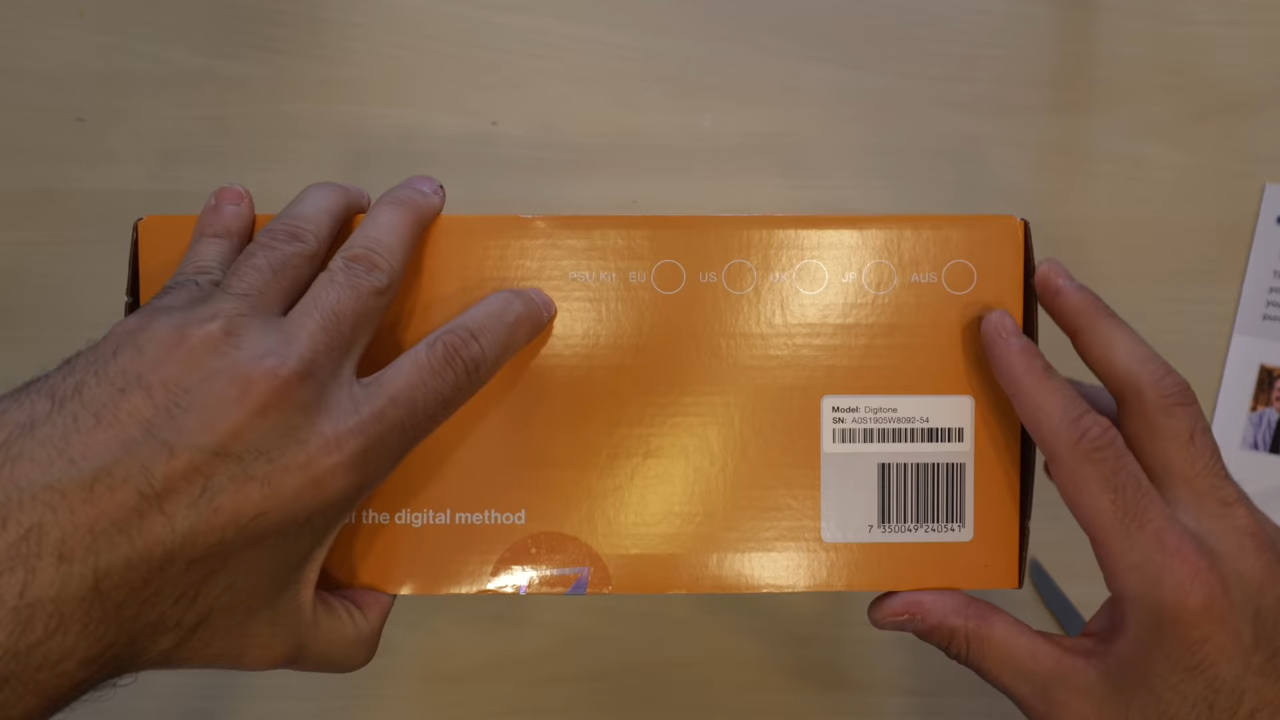 PSU Kit EU US UK JP AUS
Model: Digitone
SN: A0S1905W8092-54
7 350049 240541
the digital method